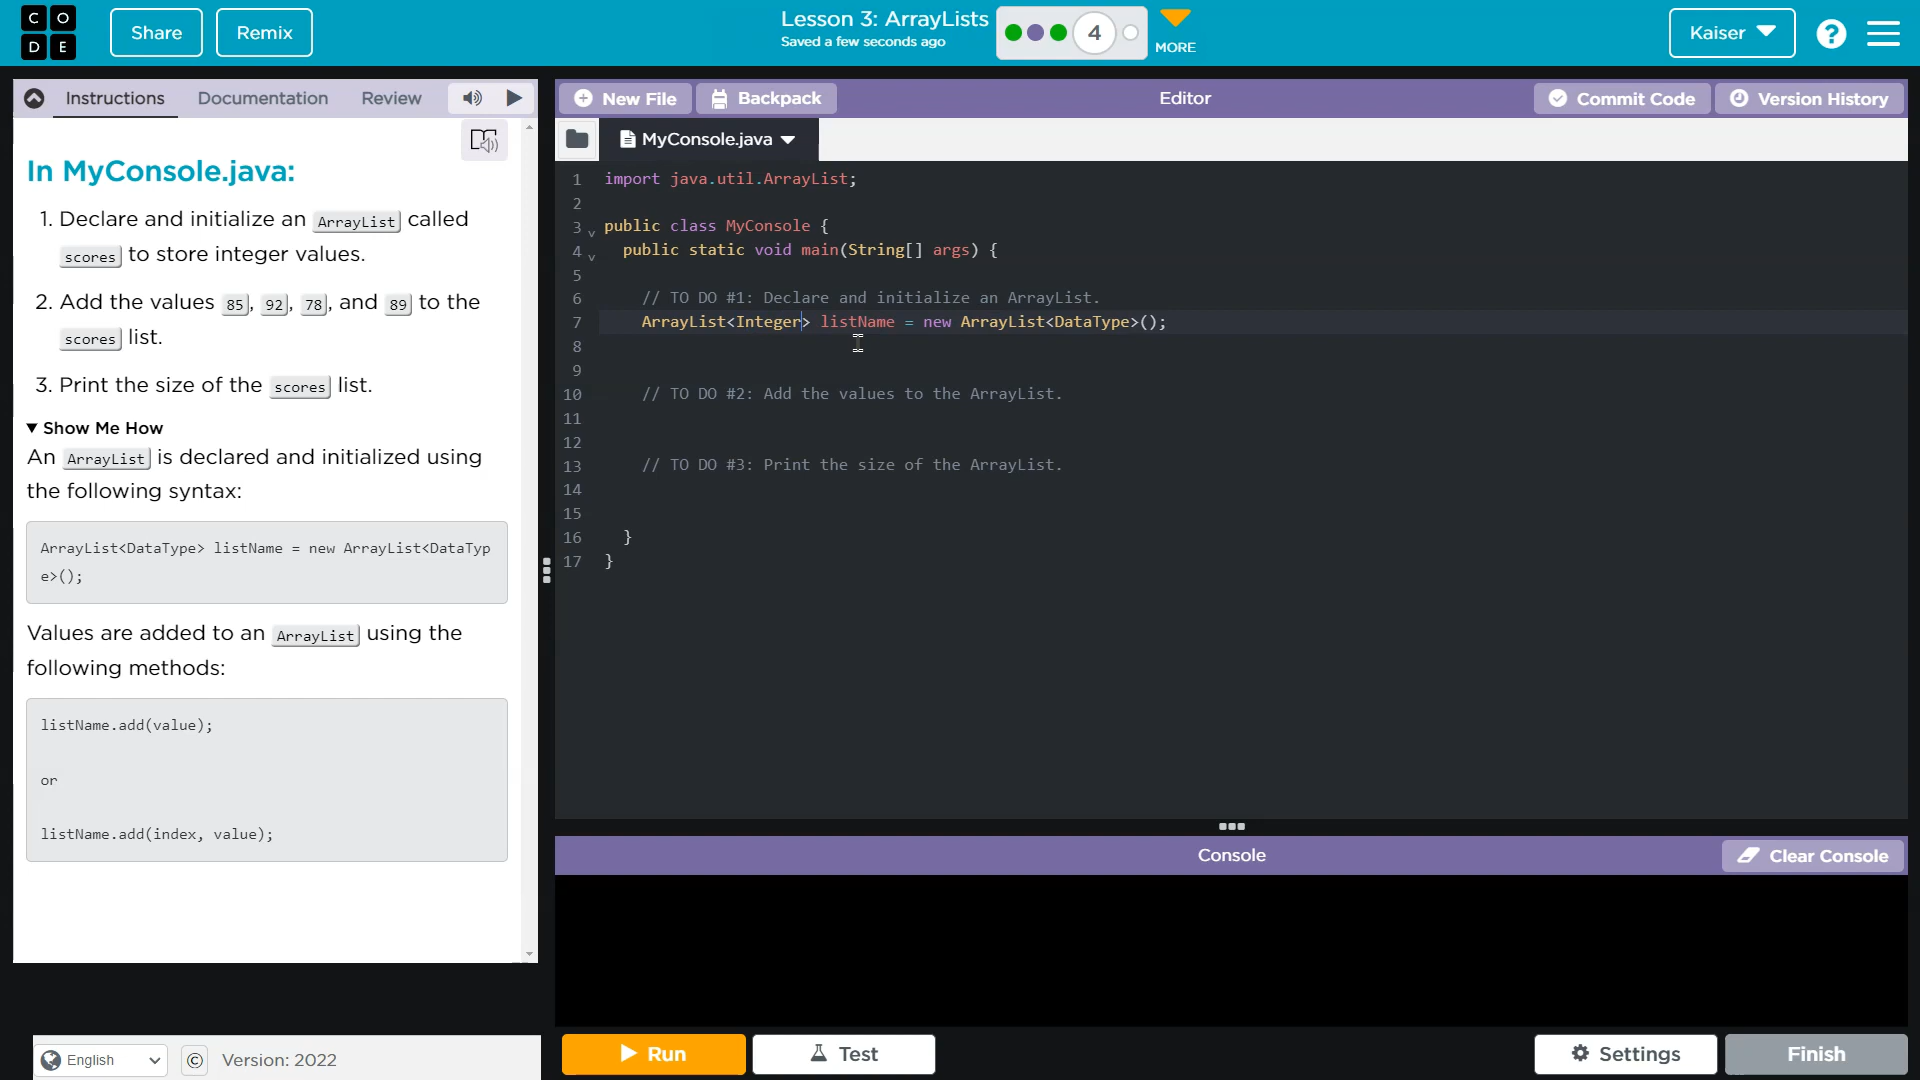 C O
D E
Share
Remix
Lesson 3: ArrayLists
Saved a few seconds ago
4
MORE
Kaiser
?
Instructions
Documentation
Review
In MyConsole.java:
1. Declare and initialize an ArrayList called
scores to store integer values.
2. Add the values 85, 92, 78, and 89 to the
scores list.
3. Print the size of the scores list.
Show Me How
An ArrayList is declared and initialized using
the following syntax:
ArrayList<DataType> listName = new ArrayList<DataTyp
e>();
Values are added to an ArrayList using the
following methods:
listName.add(value);
or
listName.add(index, value);
English
©
Version: 2022
New File
Backpack
Editor
Commit Code
Version History
MyConsole.java
1 import java.util.ArrayList;
2
3 public class MyConsole {
4 public static void main(String[] args) {
5
6 // TO DO #1: Declare and initialize an ArrayList.
7 ArrayList<Integer> listName = new ArrayList<DataType>();
8
9
10 // TO DO #2: Add the values to the ArrayList.
11
12
13 // TO DO #3: Print the size of the ArrayList.
14
15
16 }
17 }
Console
Clear Console
Run
Test
Settings
Finish